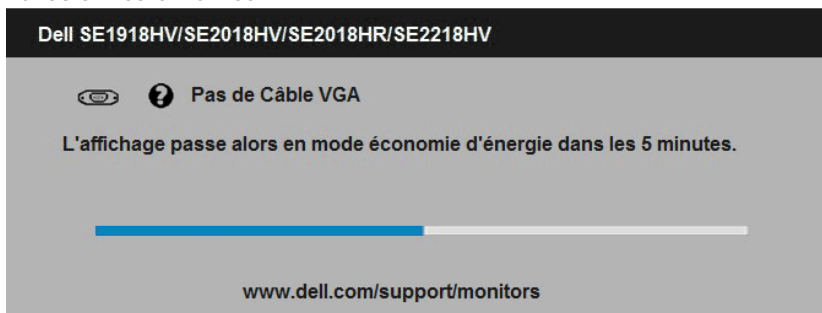 Dell SE1918HV/SE2018HV/SE2018HR/SE2218HV
Pas de Câble VGA
L'affichage passe alors en mode économie d'énergie dans les 5 minutes.
www.dell.com/support/monitors